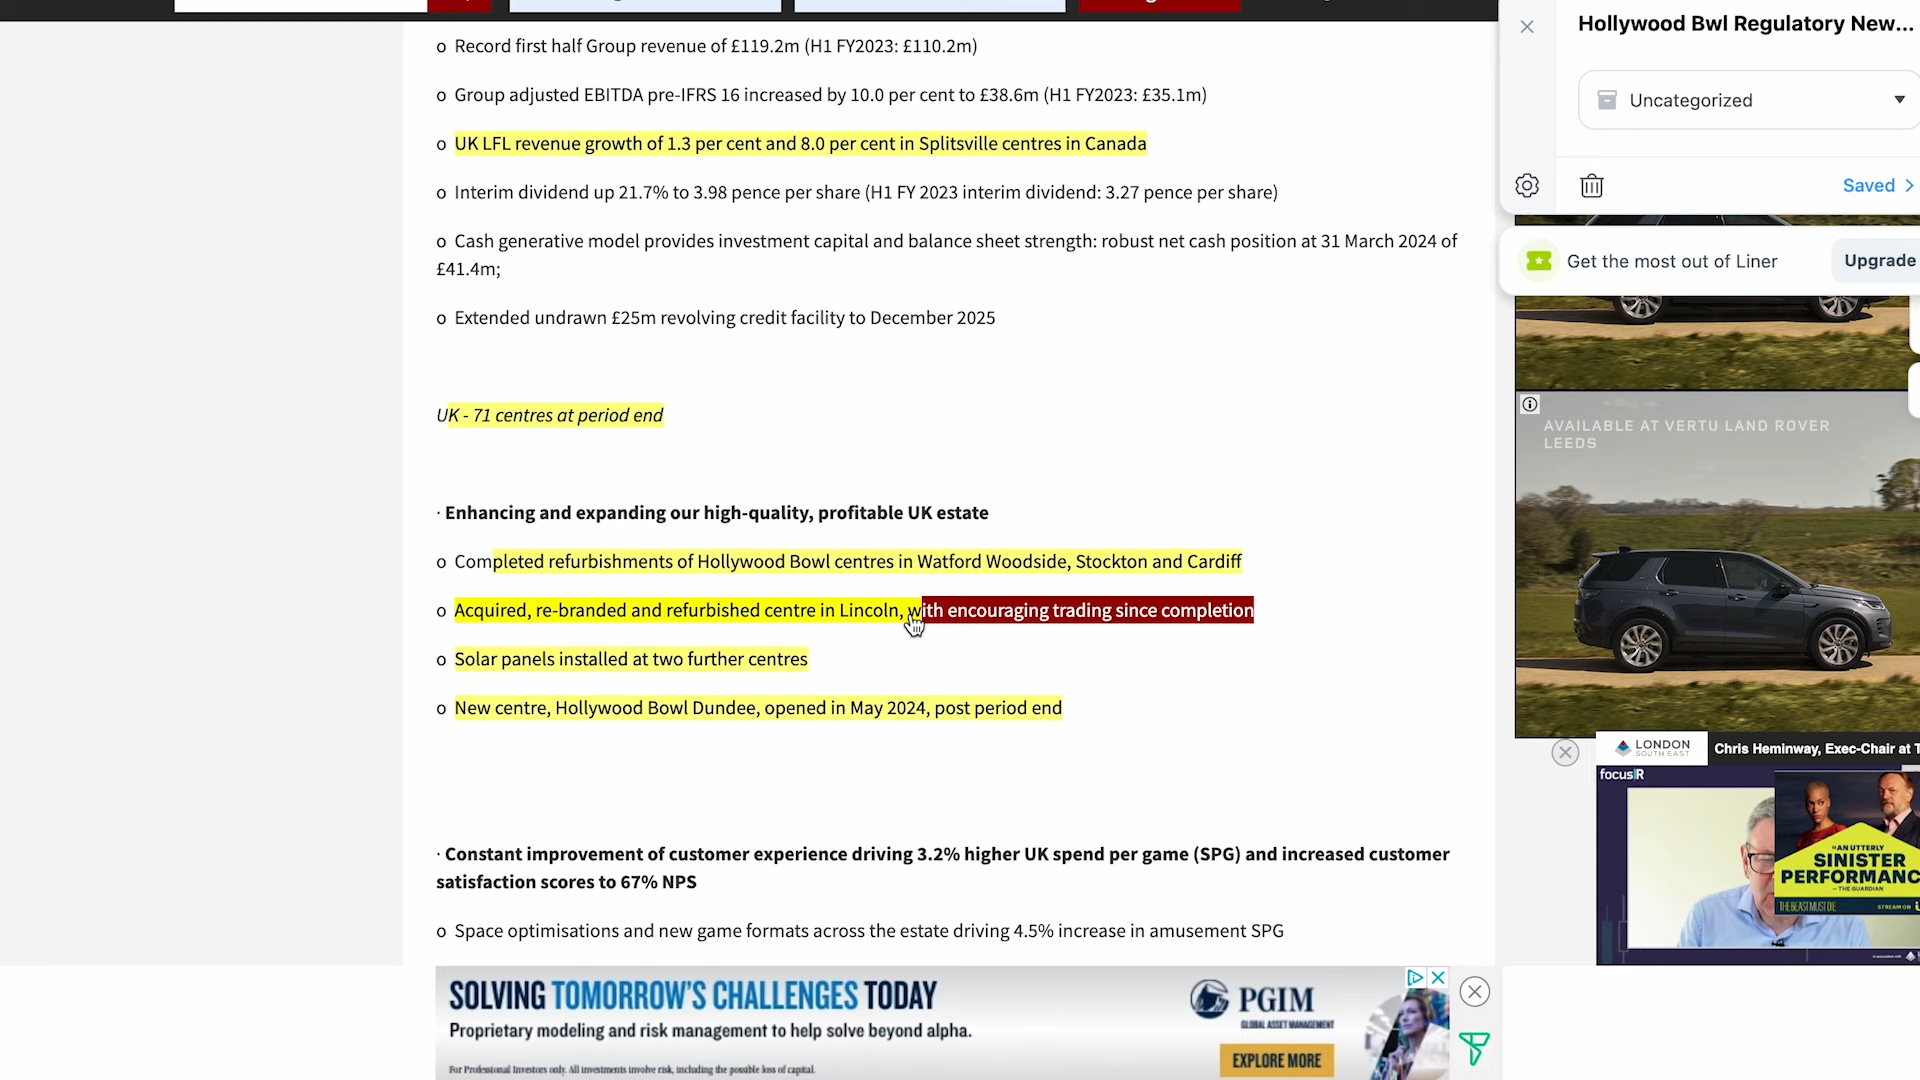 Hollywood Bwl Regulatory New...
o Record first half Group revenue of £119.2m (H1 FY2023: £110.2m)
o Group adjusted EBITDA pre-IFRS 16 increased by 10.0 per cent to £38.6m (H1 FY2023: £35.1m)
Uncategorized
o UK LFL revenue growth of 1.3 per cent and 8.0 per cent in Splitsville centres in Canada
o Interim dividend up 21.7% to 3.98 pence per share (H1 FY 2023 interim dividend: 3.27 pence per share)
Saved
o Cash generative model provides investment capital and balance sheet strength: robust net cash position at 31 March 2024 of
£41.4m;
Get the most out of Liner
Upgrade
o Extended undrawn £25m revolving credit facility to December 2025
UK - 71 centres at period end
AVAILABLE AT VERTU LAND ROVER
LEEDS
· Enhancing and expanding our high-quality, profitable UK estate
o Completed refurbishments of Hollywood Bowl centres in Watford Woodside, Stockton and Cardiff
o Acquired, re-branded and refurbished centre in Lincoln, with encouraging trading since completion
o Solar panels installed at two further centres
o New centre, Hollywood Bowl Dundee, opened in May 2024, post period end
LONDON
SOUTH EAST
Chris Heminway, Exec-Chair at T
focusIR
"AN UTTERLY
SINISTER
PERFORMANC
– THE GUARDIAN
THE BEAST MUST DIE
STREAM ON
· Constant improvement of customer experience driving 3.2% higher UK spend per game (SPG) and increased customer
satisfaction scores to 67% NPS
o Space optimisations and new game formats across the estate driving 4.5% increase in amusement SPG
SOLVING TOMORROW'S CHALLENGES TODAY
Proprietary modeling and risk management to help solve beyond alpha.
For Professional Investors only. All investments involve risk, including the possible loss of capital.
PGIM
GLOBAL ASSET MANAGEMENT
EXPLORE MORE